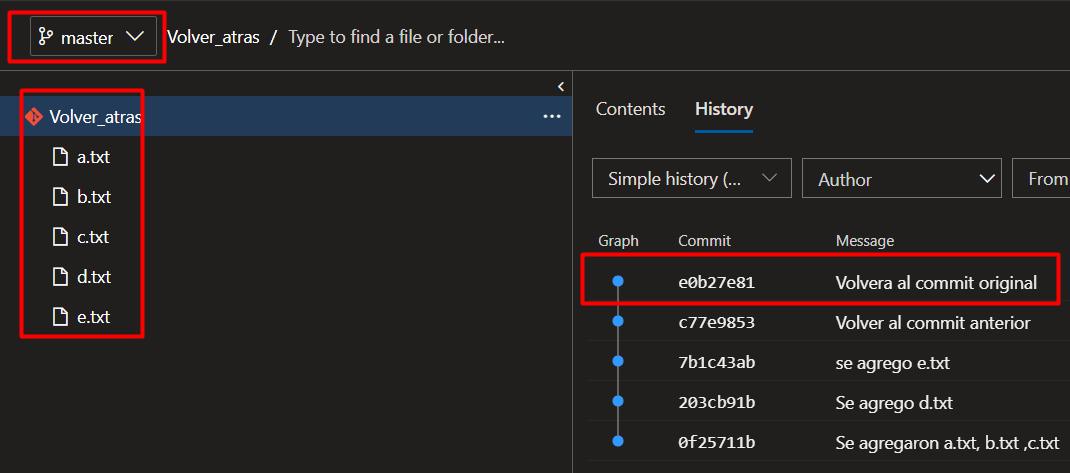 master
Volver_atras / Type to find a file or folder...
Volver_atras
a.txt
b.txt
c.txt
d.txt
e.txt
Contents History
Simple history (... Author From
Graph Commit Message
e0b27e81 Volvera al commit original
c77e9853 Volver al commit anterior
7b1c43ab se agrego e.txt
203cb91b Se agrego d.txt
0f25711b Se agregaron a.txt, b.txt ,c.txt